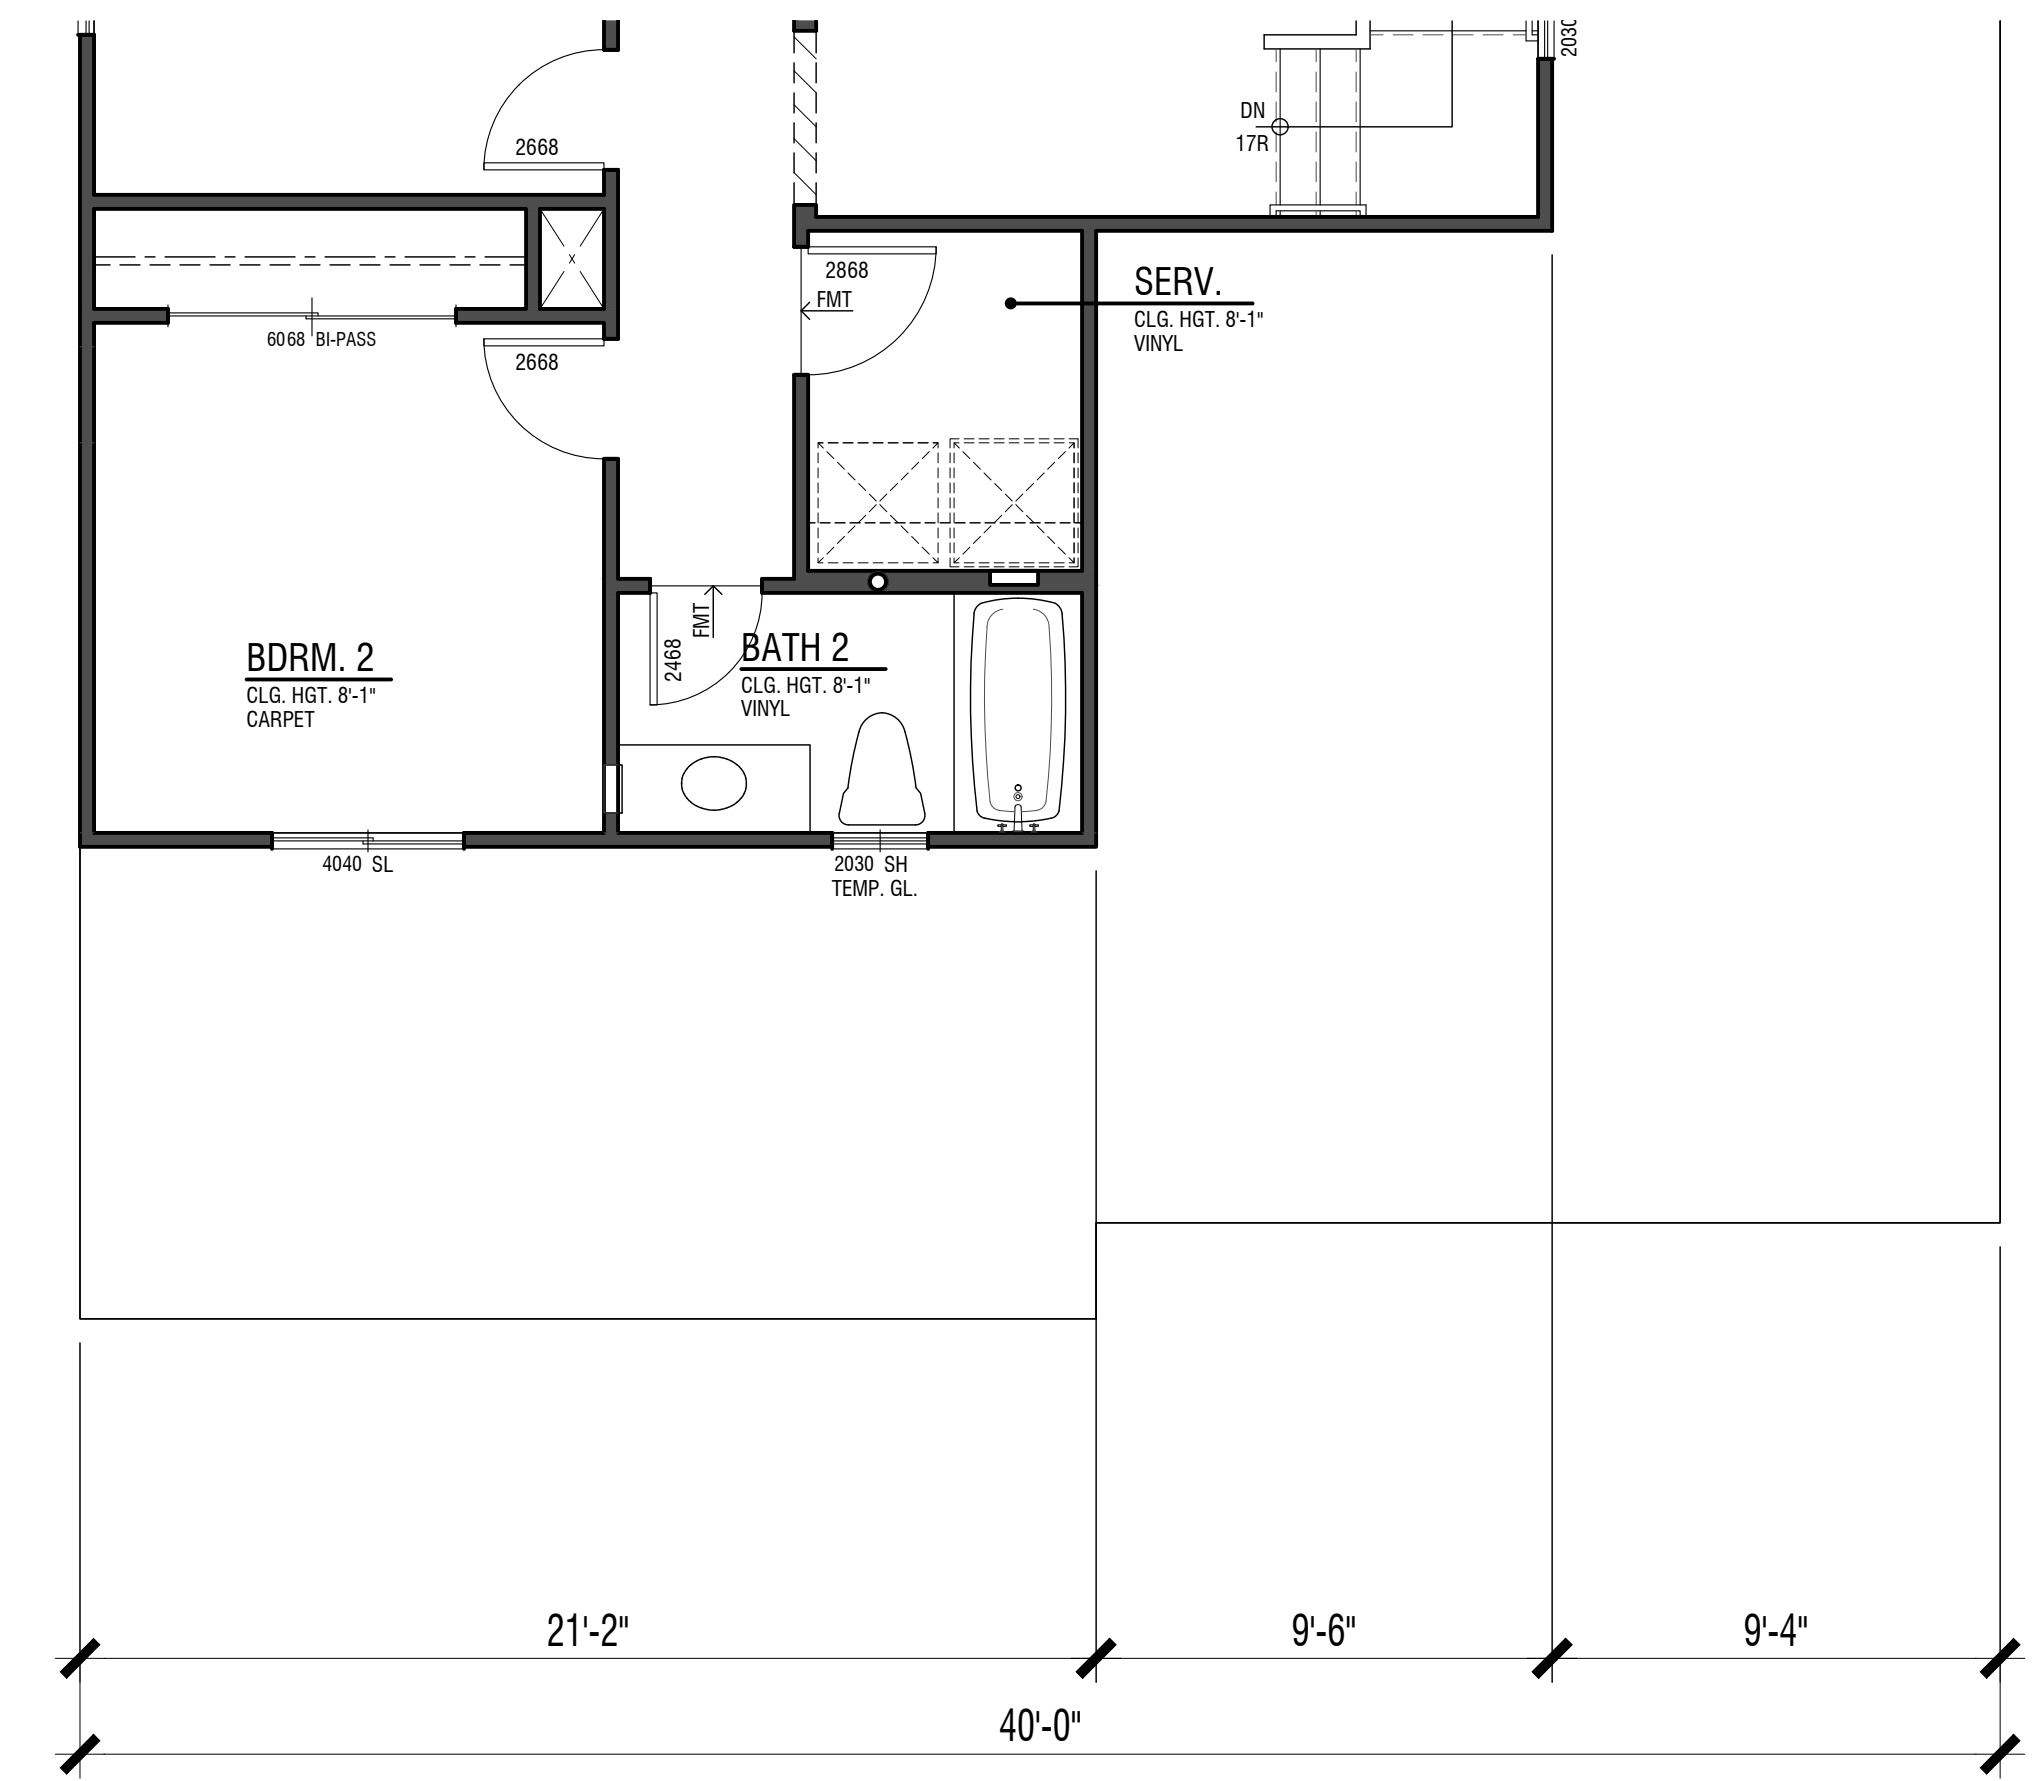 2030
DN
17R
2668
2868
FMT
SERV.
CLG. HGT. 8'-1"
VINYL
6068 BI-PASS
2668
FMT
2468
BATH 2
CLG. HGT. 8'-1"
VINYL
BDRM. 2
CLG. HGT. 8'-1"
CARPET
4040 SL
2030 SH
TEMP. GL.
21'-2"
9'-6"
9'-4"
40'-0"